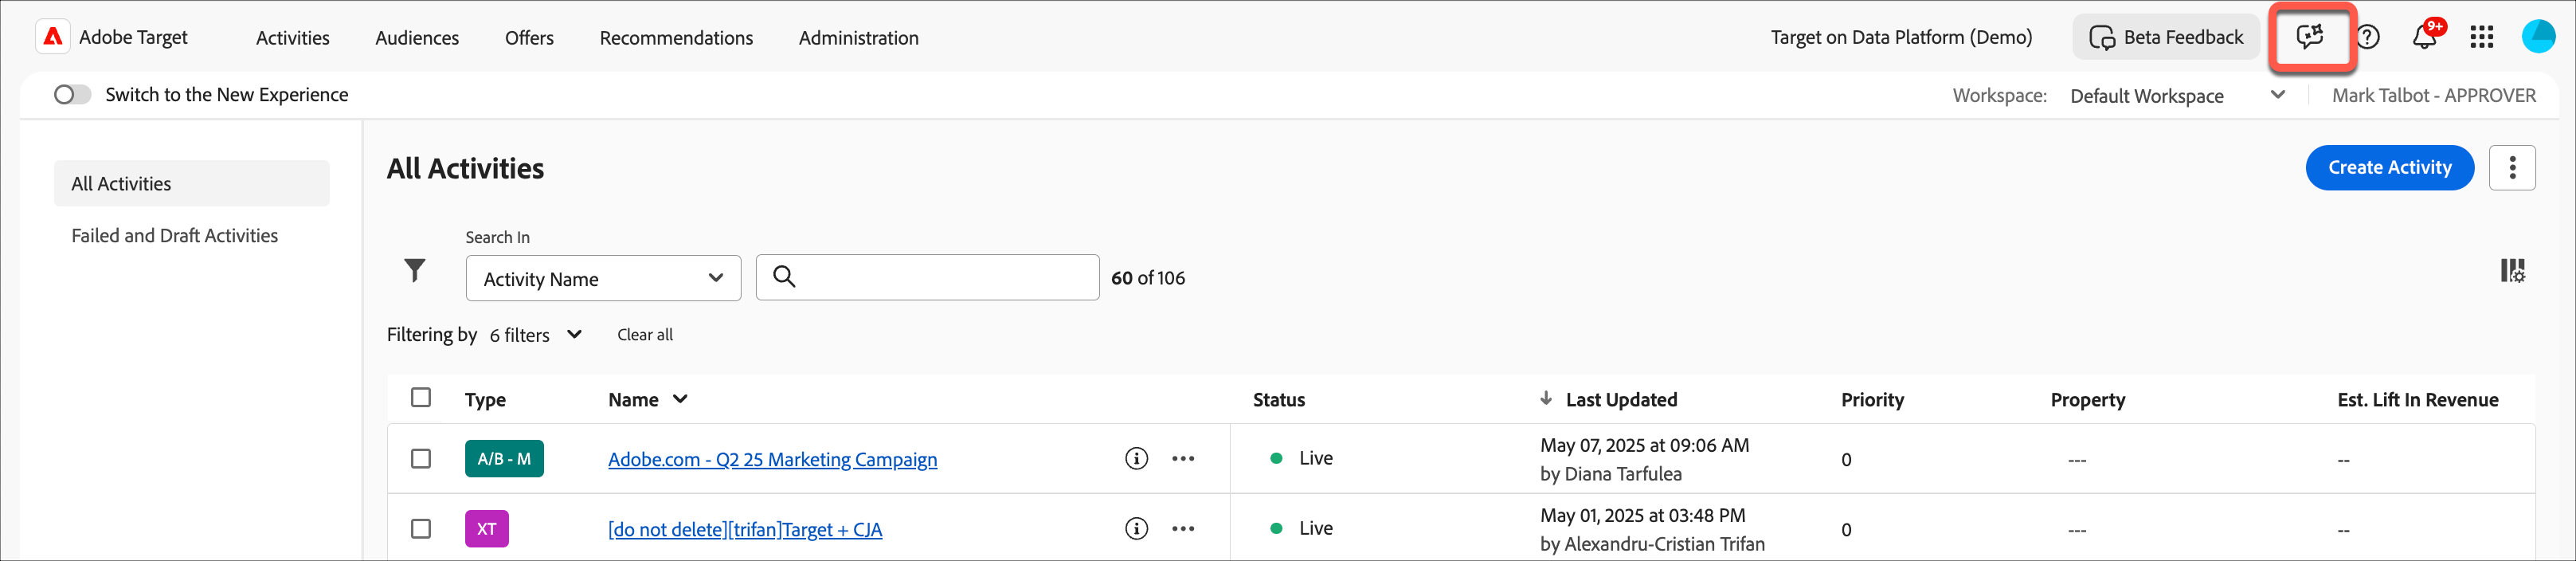 Adobe Target Activities Audiences Offers Recommendations Administration Target on Data Platform (Demo) Beta Feedback 9+
Switch to the New Experience Workspace: Default Workspace Mark Talbot - APPROVER
All Activities
Failed and Draft Activities
All Activities Create Activity
Search In
Activity Name 60 of 106
Filtering by 6 filters Clear all
Type Name Status Last Updated Priority Property Est. Lift In Revenue
A/B - M Adobe.com - Q2 25 Marketing Campaign Live May 07, 2025 at 09:06 AM 0 --- --
by Diana Tarfulea
XT [do not delete][trifan]Target + CJA Live May 01, 2025 at 03:48 PM 0 --- --
by Alexandru-Cristian Trifan